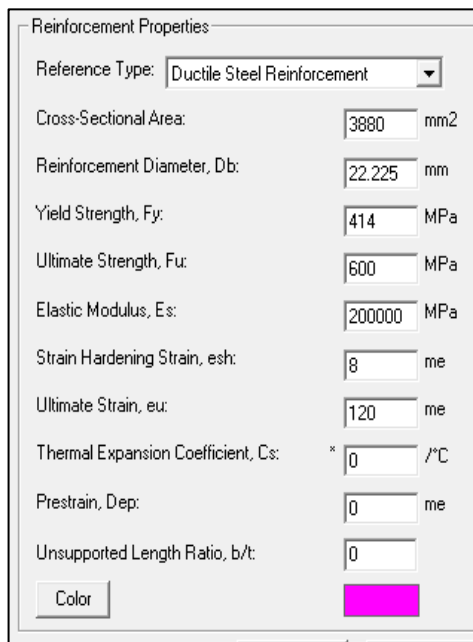 Reinforcement Properties
Reference Type: Ductile Steel Reinforcement
Cross-Sectional Area: 3880 mm2
Reinforcement Diameter, Db: 22.225 mm
Yield Strength, Fy: 414 MPa
Ultimate Strength, Fu: 600 MPa
Elastic Modulus, Es: 200000 MPa
Strain Hardening Strain, esh: 8 me
Ultimate Strain, eu: 120 me
Thermal Expansion Coefficient, Cs: * 0 /°C
Prestrain, Dep: 0 me
Unsupported Length Ratio, b/t: 0
Color